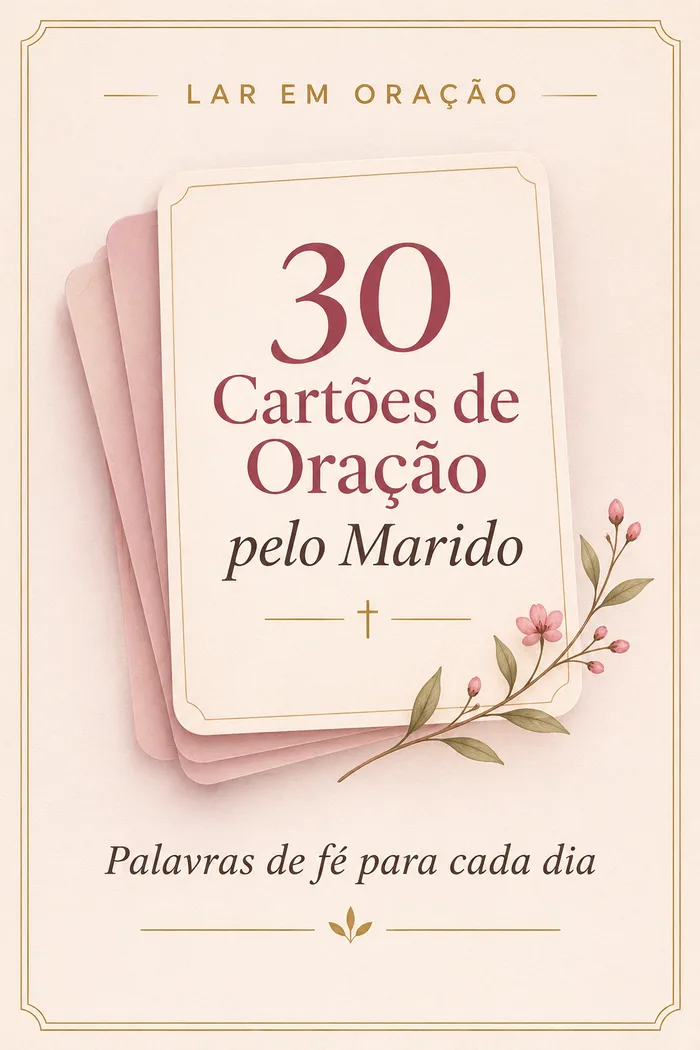 LAR EM ORAÇÃO
30
Cartões de
Oração
pelo Marido
Palavras de fé para cada dia